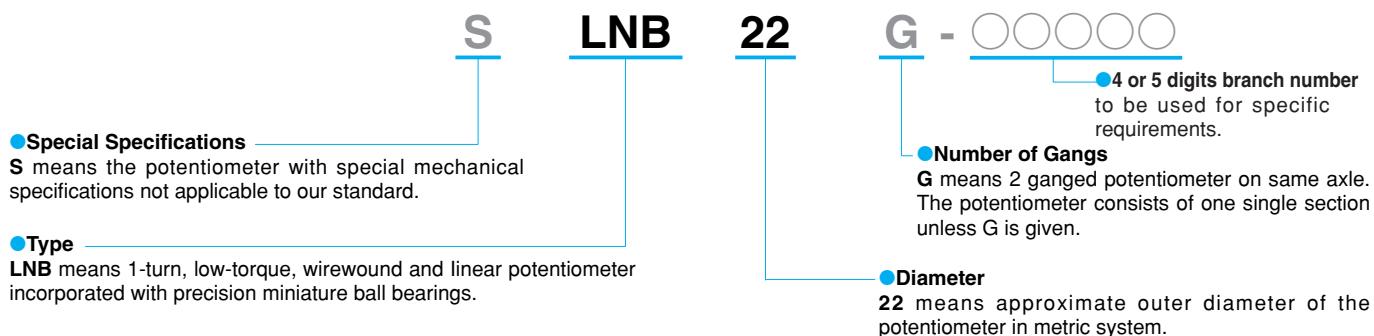 S LNB 22 G - ○○○○○
●4 or 5 digits branch number
to be used for specific
requirements.
●Special Specifications
S means the potentiometer with special mechanical
specifications not applicable to our standard.
●Number of Gangs
G means 2 ganged potentiometer on same axle.
The potentiometer consists of one single section
unless G is given.
●Type
LNB means 1-turn, low-torque, wirewound and linear potentiometer
incorporated with precision miniature ball bearings.
●Diameter
22 means approximate outer diameter of the
potentiometer in metric system.